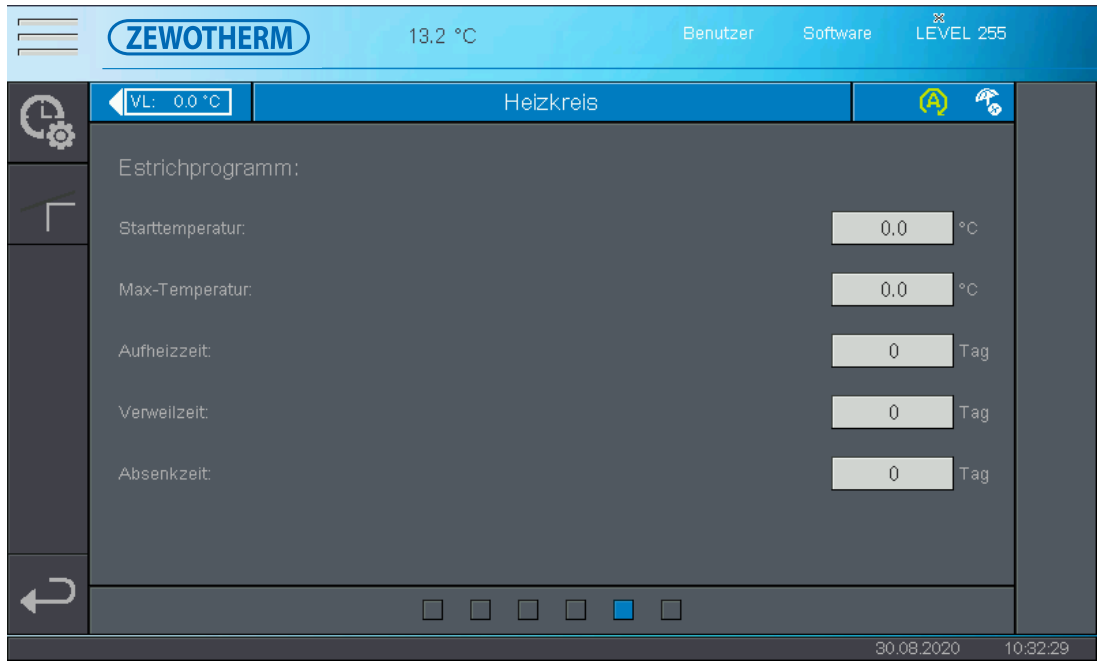 ZEWOTHERM 13.2 °C Benutzer Software LEVEL 255
VL: 0.0 °C Heizkreis A
Estrichprogramm:
Starttemperatur: 0.0 °C
Max-Temperatur: 0.0 °C
Aufheizzeit: 0 Tag
Verweilzeit: 0 Tag
Absenkzeit: 0 Tag
30.08.2020 10:32:29